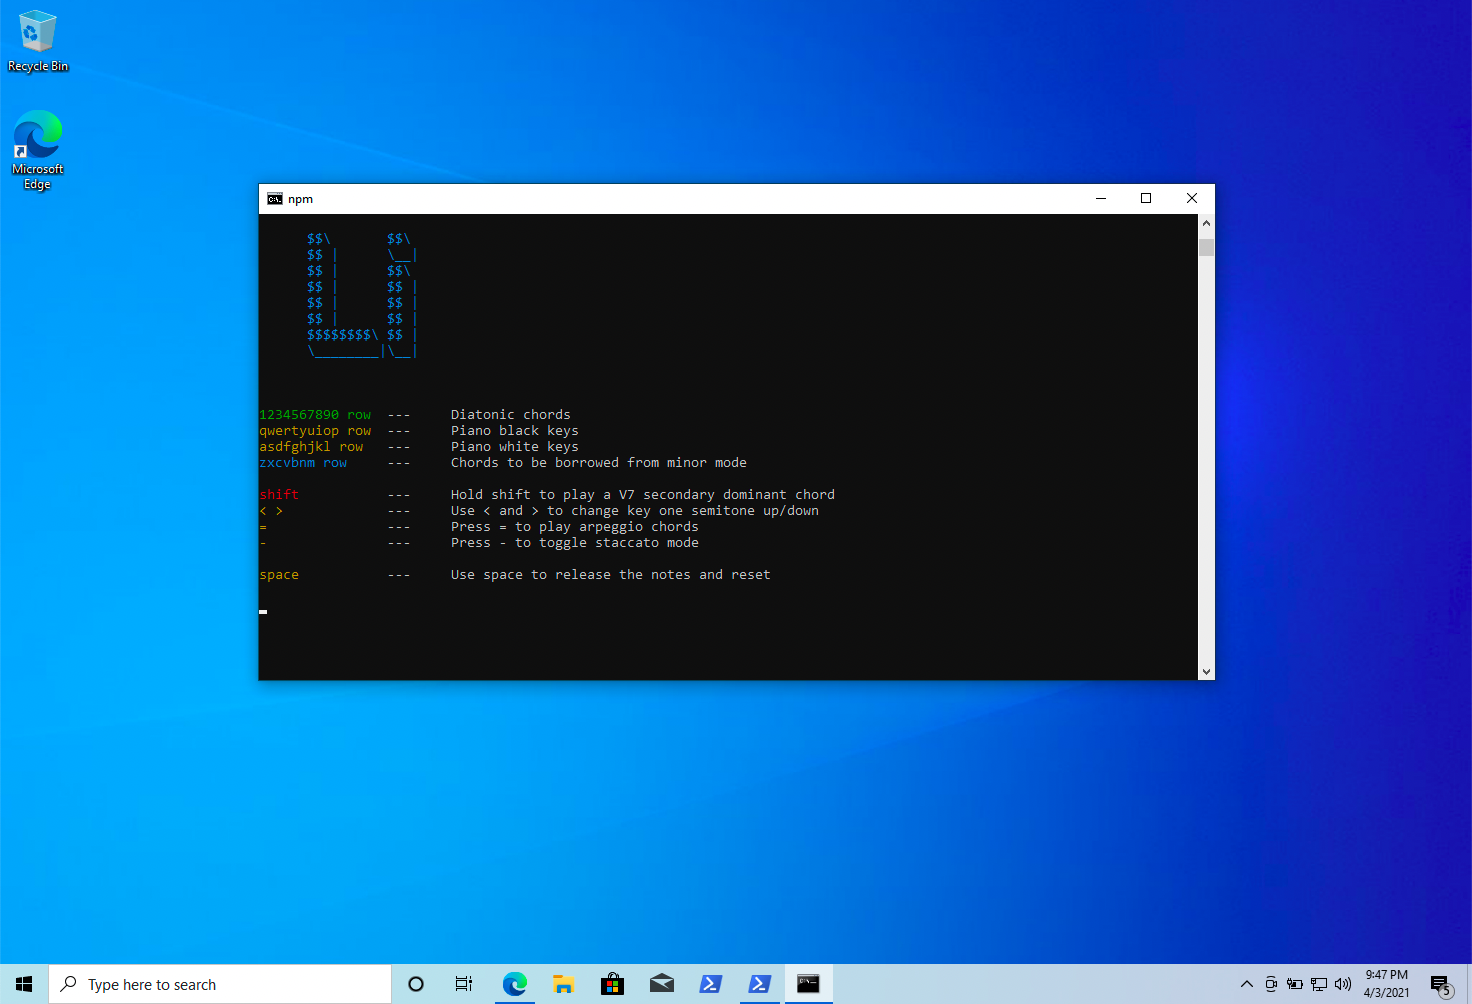 Recycle Bin
Microsoft
Edge
npm
$$\       $$\
$$ |      \__|
$$ |      $$\
$$ |      $$ |
$$ |      $$ |
$$ |      $$ |
$$$$$$$$\ $$ |
\________|\__|
1234567890 row  ---     Diatonic chords
qwertyuiop row  ---     Piano black keys
asdfghjkl row   ---     Piano white keys
zxcvbnm row     ---     Chords to be borrowed from minor mode
shift           ---     Hold shift to play a V7 secondary dominant chord
< >             ---     Use < and > to change key one semitone up/down
=               ---     Press = to play arpeggio chords
-               ---     Press - to toggle staccato mode
space           ---     Use space to release the notes and reset
Type here to search
9:47 PM
4/3/2021
5